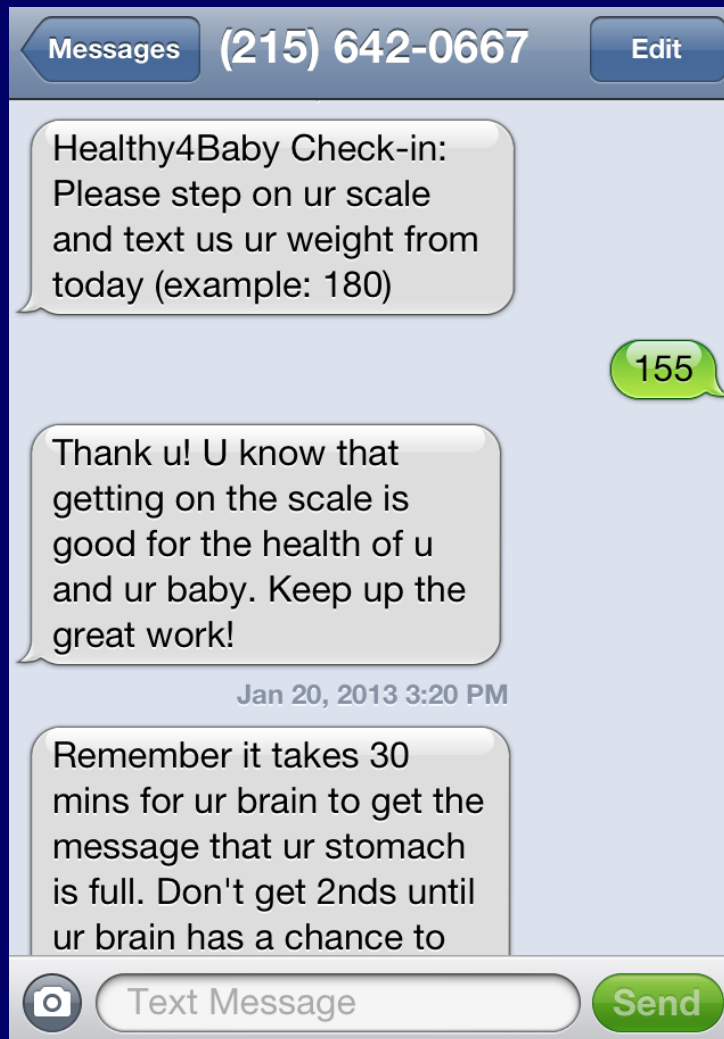 Messages (215) 642-0667 Edit
Healthy4Baby Check-in:
Please step on ur scale
and text us ur weight from
today (example: 180)
155
Thank u! U know that
getting on the scale is
good for the health of u
and ur baby. Keep up the
great work!
Jan 20, 2013 3:20 PM
Remember it takes 30
mins for ur brain to get the
message that ur stomach
is full. Don't get 2nds until
ur brain has a chance to
Text Message Send